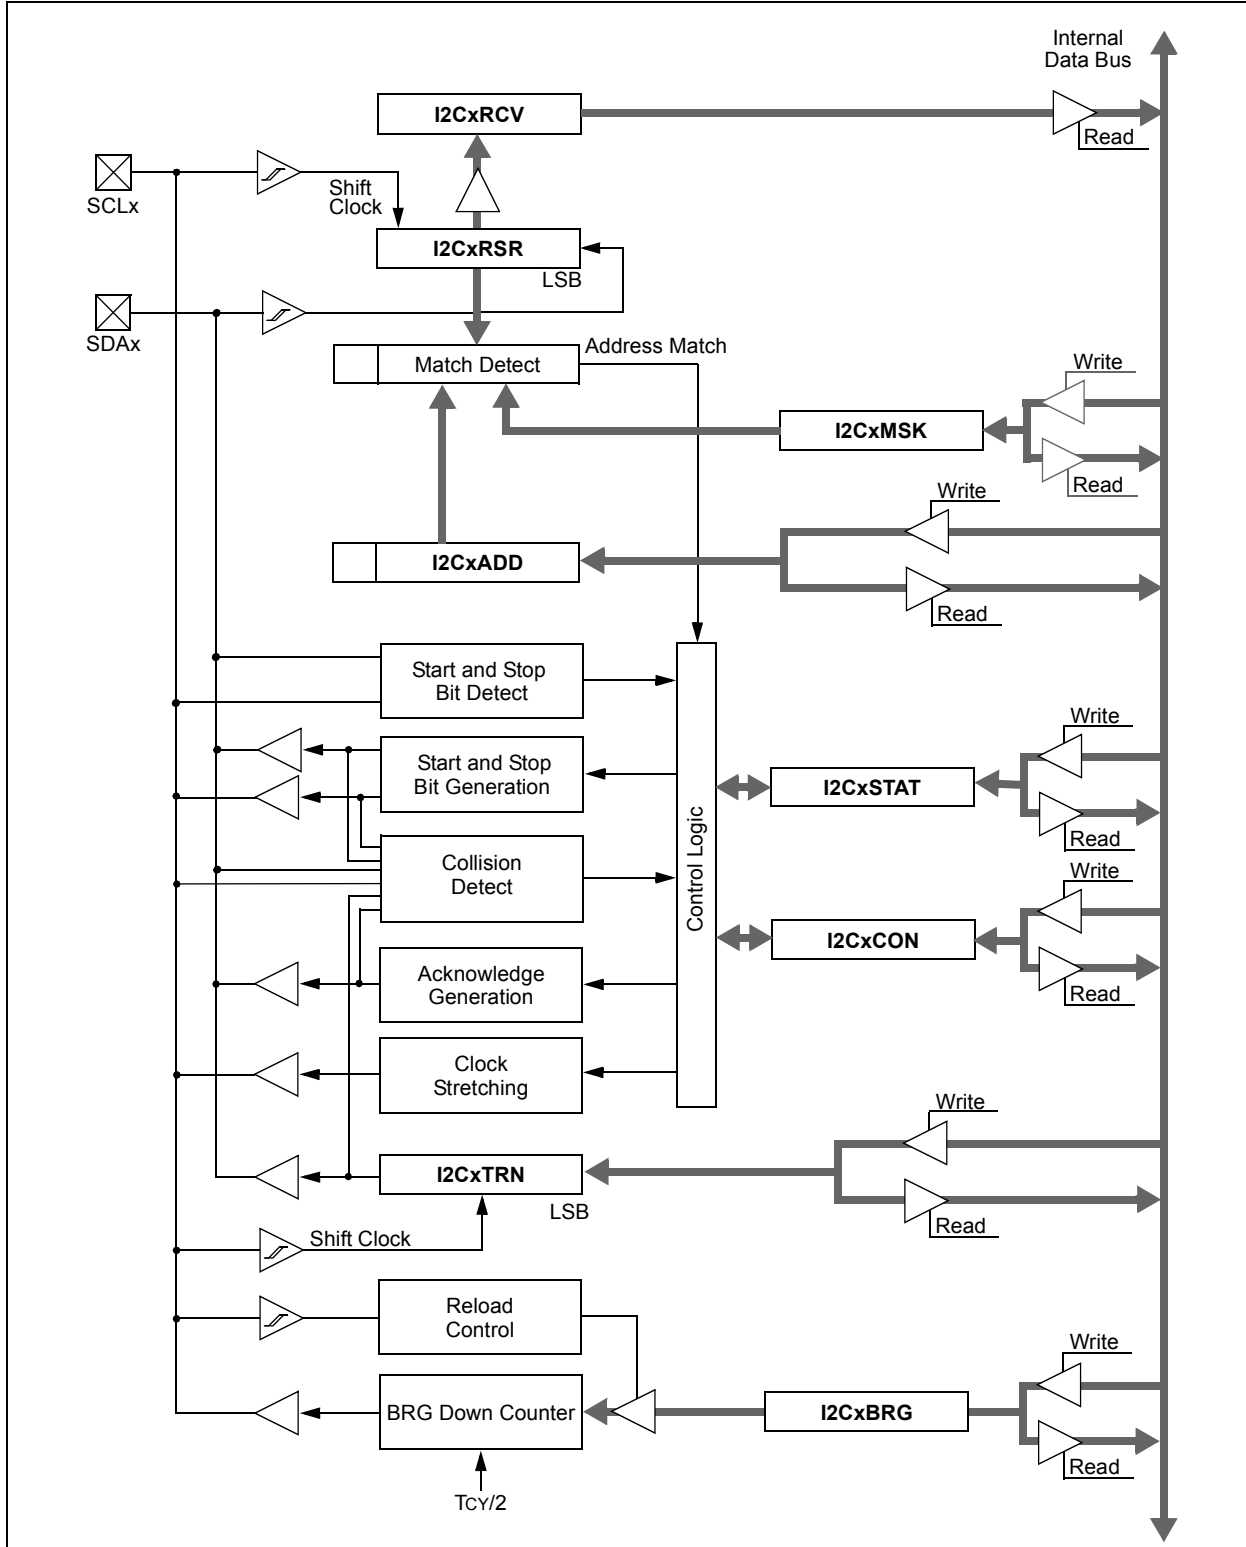 Internal
Data Bus
I2CxRCV
Read
SCLx
Shift
Clock
I2CxRSR
LSB
SDAx
Address Match
Match Detect
Write
I2CxMSK
Read
Write
I2CxADD
Read
Start and Stop
Bit Detect
Write
Start and Stop
Bit Generation
I2CxSTAT
Read
Control Logic
Collision
Detect
Write
I2CxCON
Acknowledge
Generation
Read
Clock
Stretching
Write
I2CxTRN
LSB
Read
Shift Clock
Reload
Control
Write
BRG Down Counter
I2CxBRG
Read
TCY/2